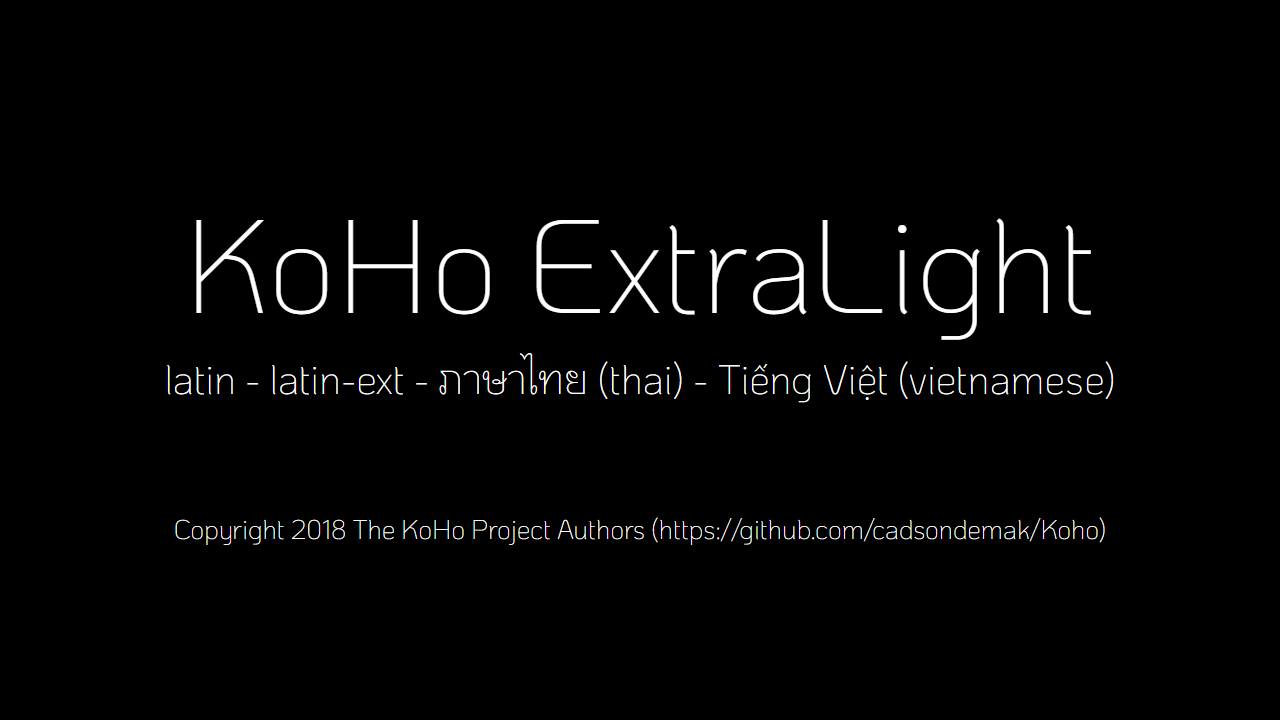 KoHo ExtraLight
latin - latin-ext - ภาษาไทย (thai) - Tiếng Việt (vietnamese)
Copyright 2018 The KoHo Project Authors (https://github.com/cadsondemak/Koho)